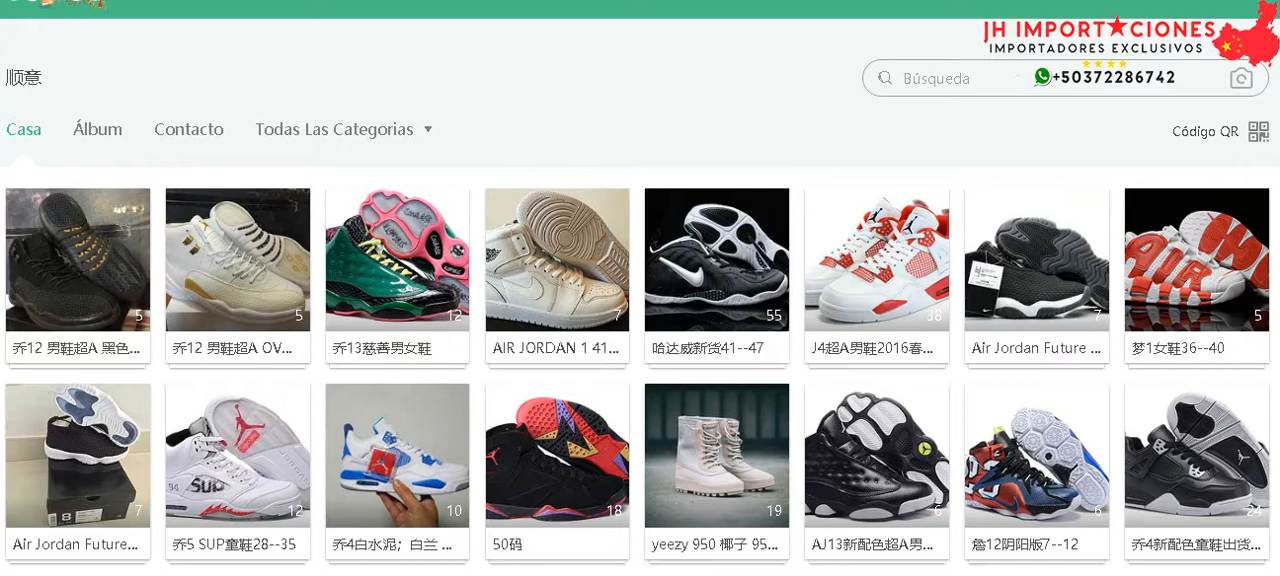 JH IMPORT★CIONES
IMPORTADORES EXCLUSIVOS
顺意
Búsqueda
+50372286742
Casa
Álbum
Contacto
Todas Las Categorias
Código QR
5
5
12
7
55
38
7
5
乔12 男鞋超A 黑色...
乔12 男鞋超A OV...
乔13慈善男女鞋
AIR JORDAN 1 41...
哈达威新货41--47
J4超A男鞋2016春...
Air Jordan Future ...
梦1女鞋36--40
SUP
94
8
7
12
10
18
19
6
6
24
Air Jordan Future...
乔5 SUP童鞋28--35
乔4白水泥；白兰 ...
50码
yeezy 950 椰子 95...
AJ13新配色超A男...
詹12阴阳版7--12
乔4新配色童鞋出货...